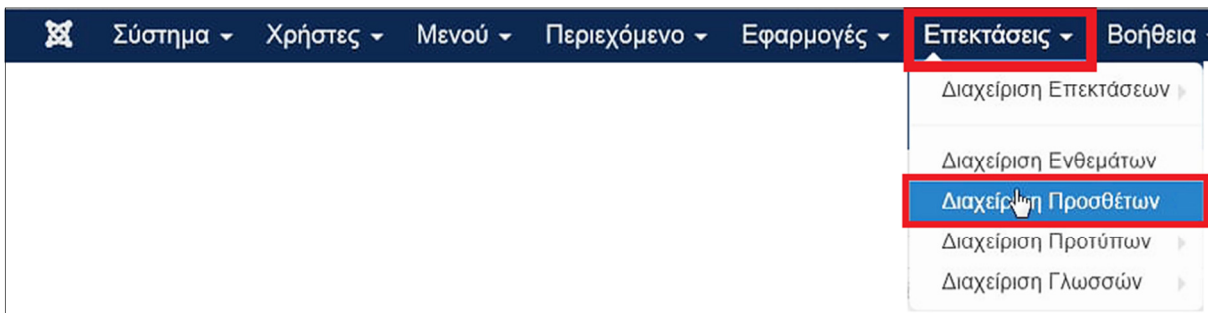 Σύστημα Χρήστες Μενού Περιεχόμενο Εφαρμογές Επεκτάσεις Βοήθεια
Διαχείριση Επεκτάσεων
Διαχείριση Ενθεμάτων
Διαχείριση Προσθέτων
Διαχείριση Προτύπων
Διαχείριση Γλωσσών